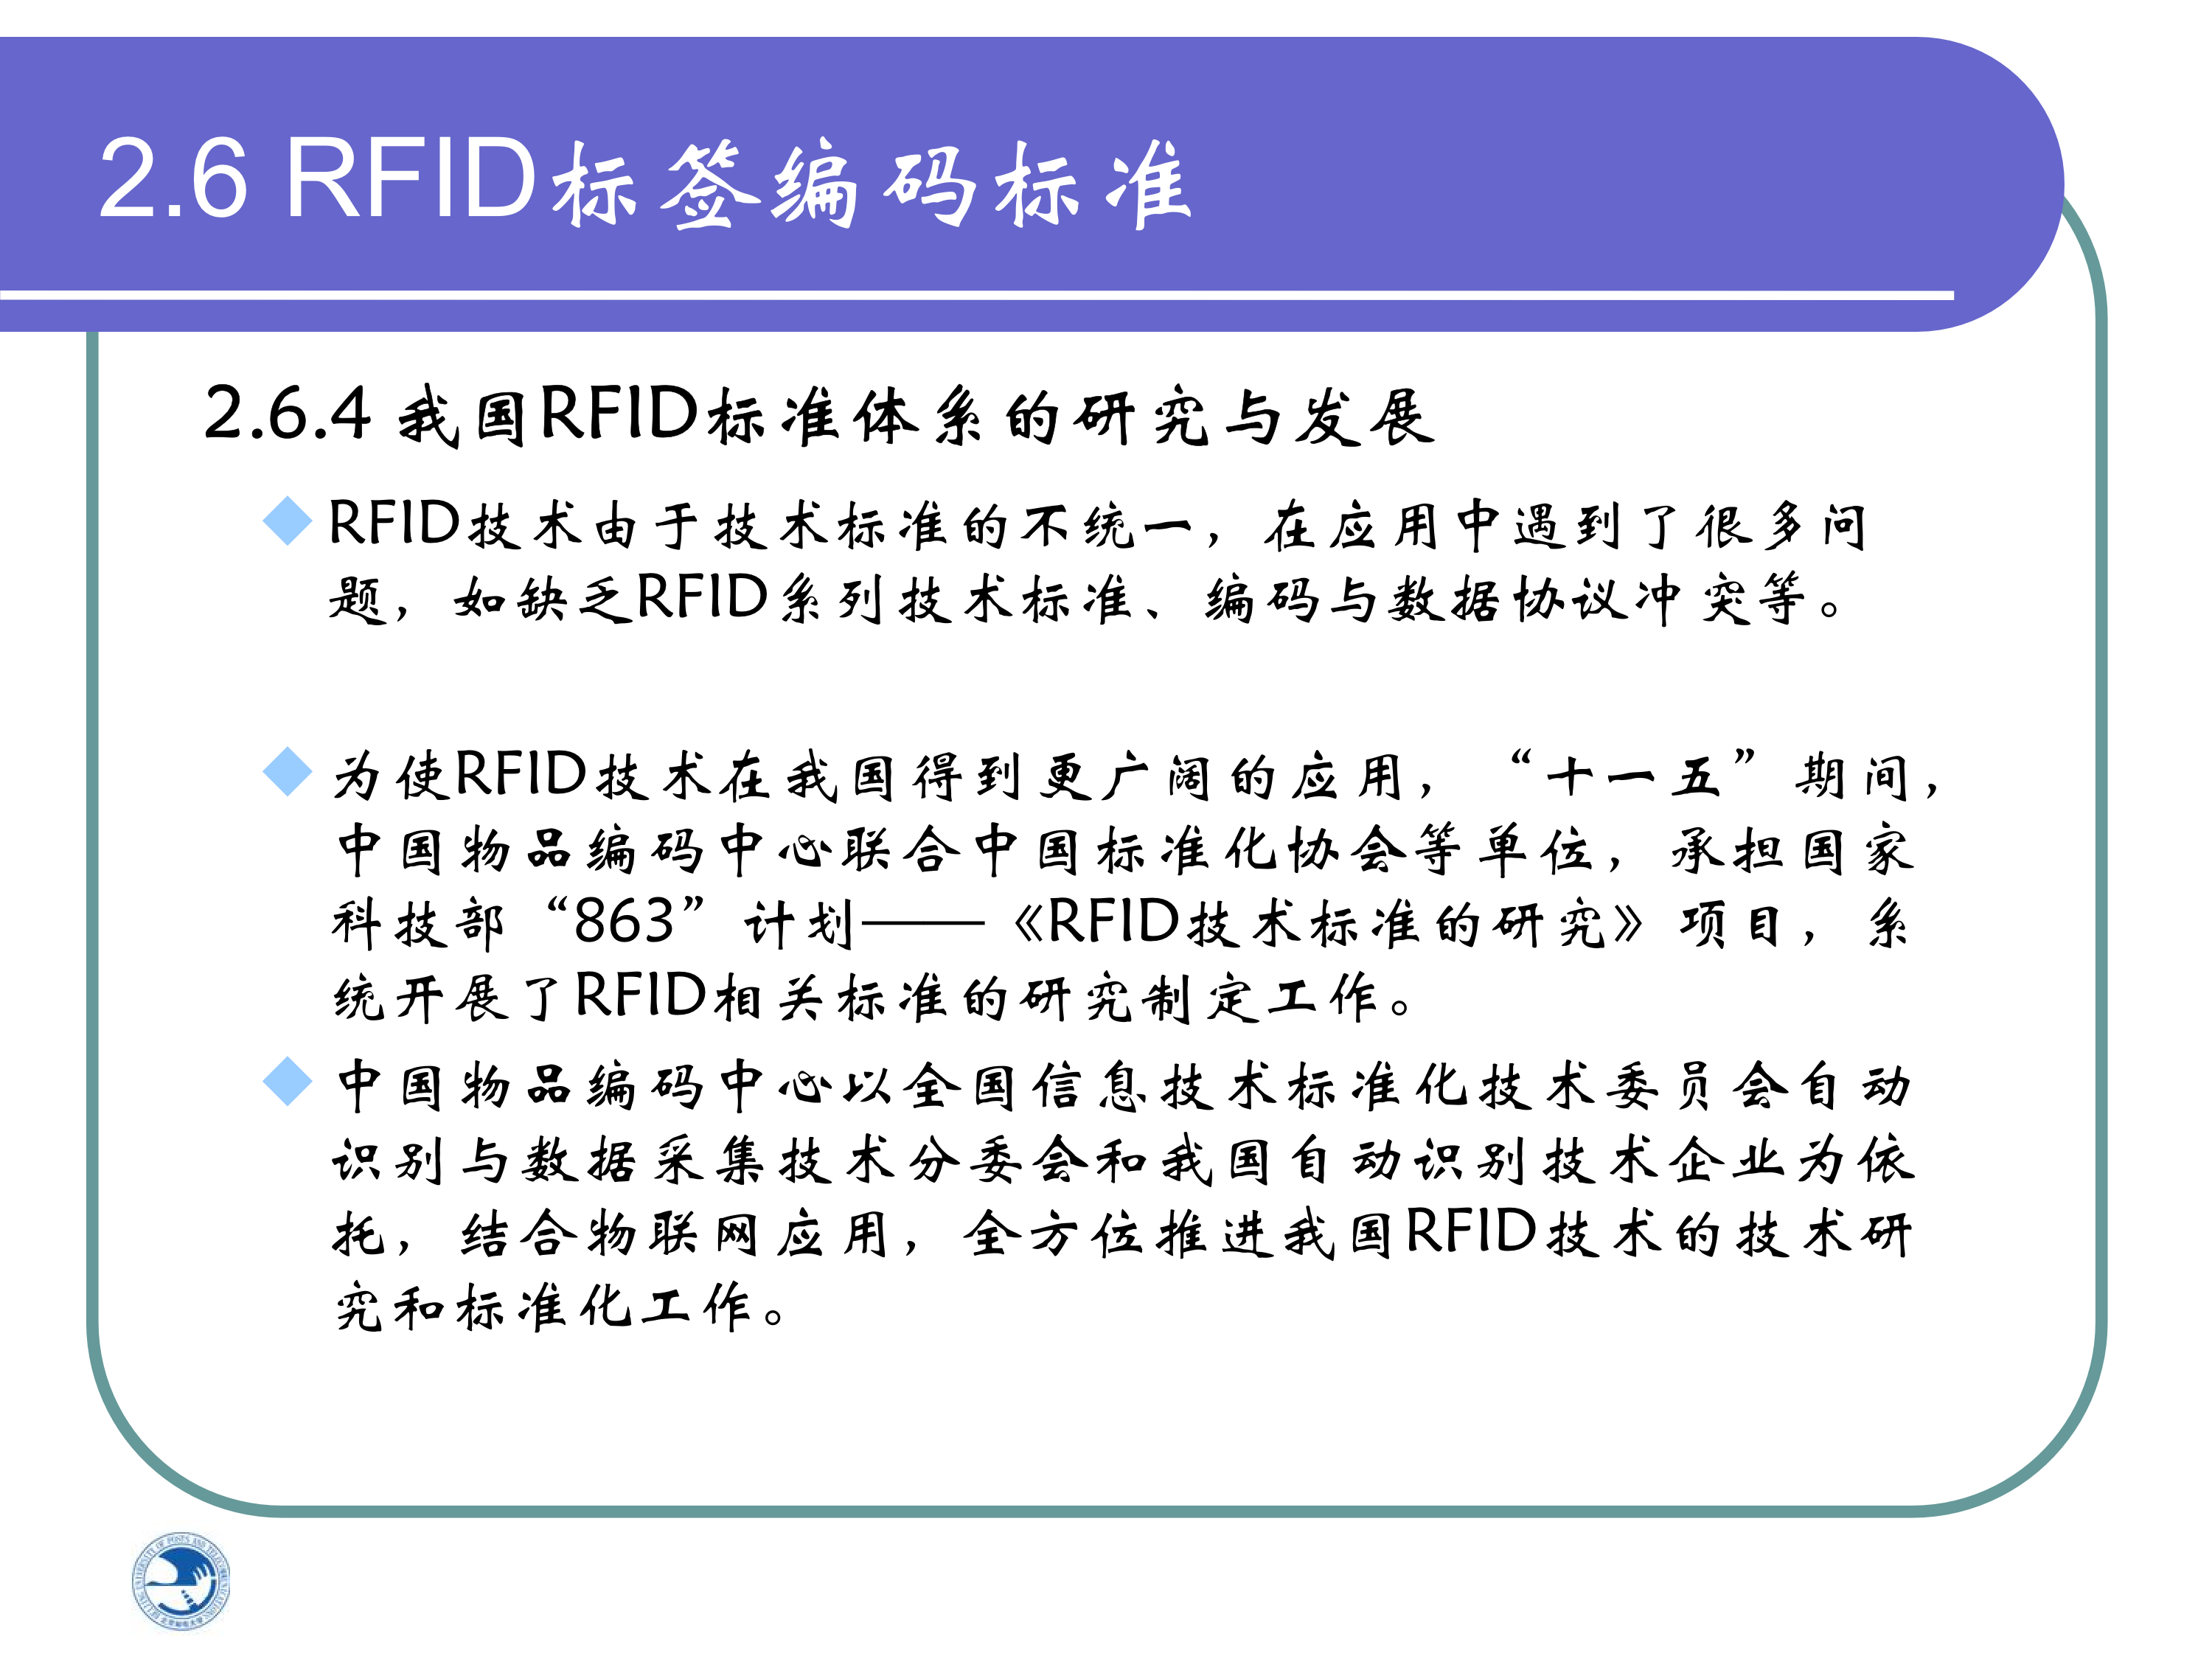 2.6 RFID标签编码标准
2.6.4 我国RFID标准体系的研究与发展
RFID技术由于技术标准的不统一，在应用中遇到了很多问
题，如缺乏RFID系列技术标准、编码与数据协议冲突等。
为使RFID技术在我国得到更广阔的应用，“十一五”期间，
中国物品编码中心联合中国标准化协会等单位，承担国家
科技部“863”计划——《RFID技术标准的研究》项目，系
统开展了RFID相关标准的研究制定工作。
中国物品编码中心以全国信息技术标准化技术委员会自动
识别与数据采集技术分委会和我国自动识别技术企业为依
托，结合物联网应用，全方位推进我国RFID技术的技术研
究和标准化工作。